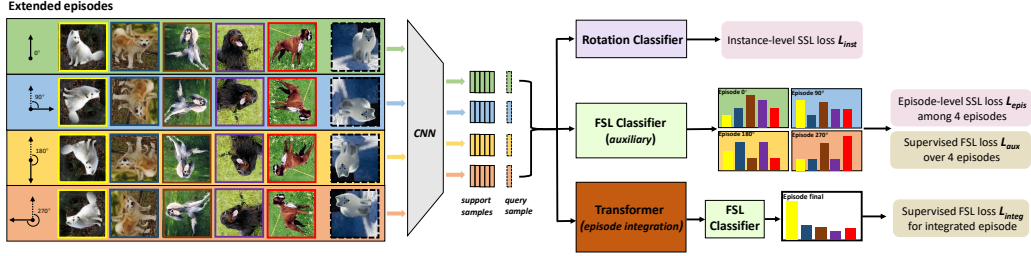 Extended episodes
0°
90°
180°
270°
CNN
support
samples
query
sample
Rotation Classifier
Instance-level SSL loss L_inst
FSL Classifier
(auxiliary)
Episode 0°
Episode 90°
Episode 180°
Episode 270°
Episode-level SSL loss L_epis
among 4 episodes
Supervised FSL loss L_aux
over 4 episodes
Transformer
(episode integration)
FSL
Classifier
Episode final
Supervised FSL loss L_integ
for integrated episode